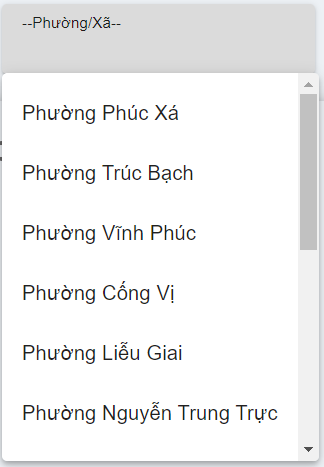 --Phường/Xã--
Phường Phúc Xá
Phường Trúc Bạch
Phường Vĩnh Phúc
Phường Cống Vị
Phường Liễu Giai
Phường Nguyễn Trung Trực